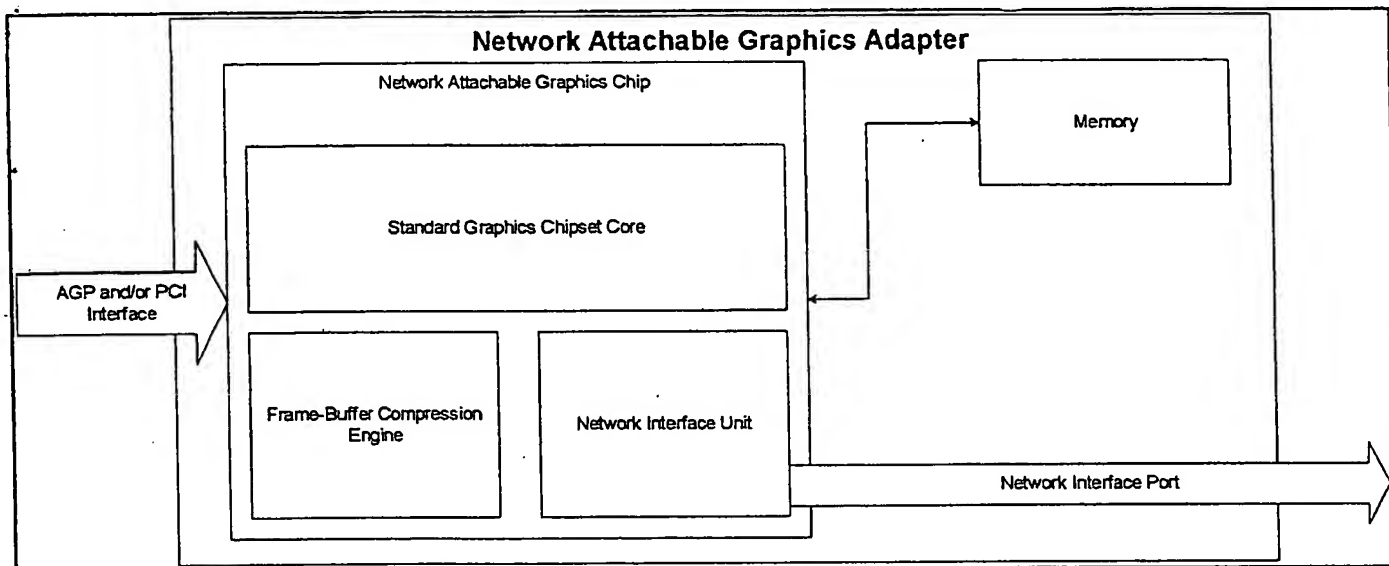 Network Attachable Graphics Adapter
Network Attachable Graphics Chip
Memory
Standard Graphics Chipset Core
AGP and/or PCI
Interface
Frame-Buffer Compression
Engine
Network Interface Unit
Network Interface Port